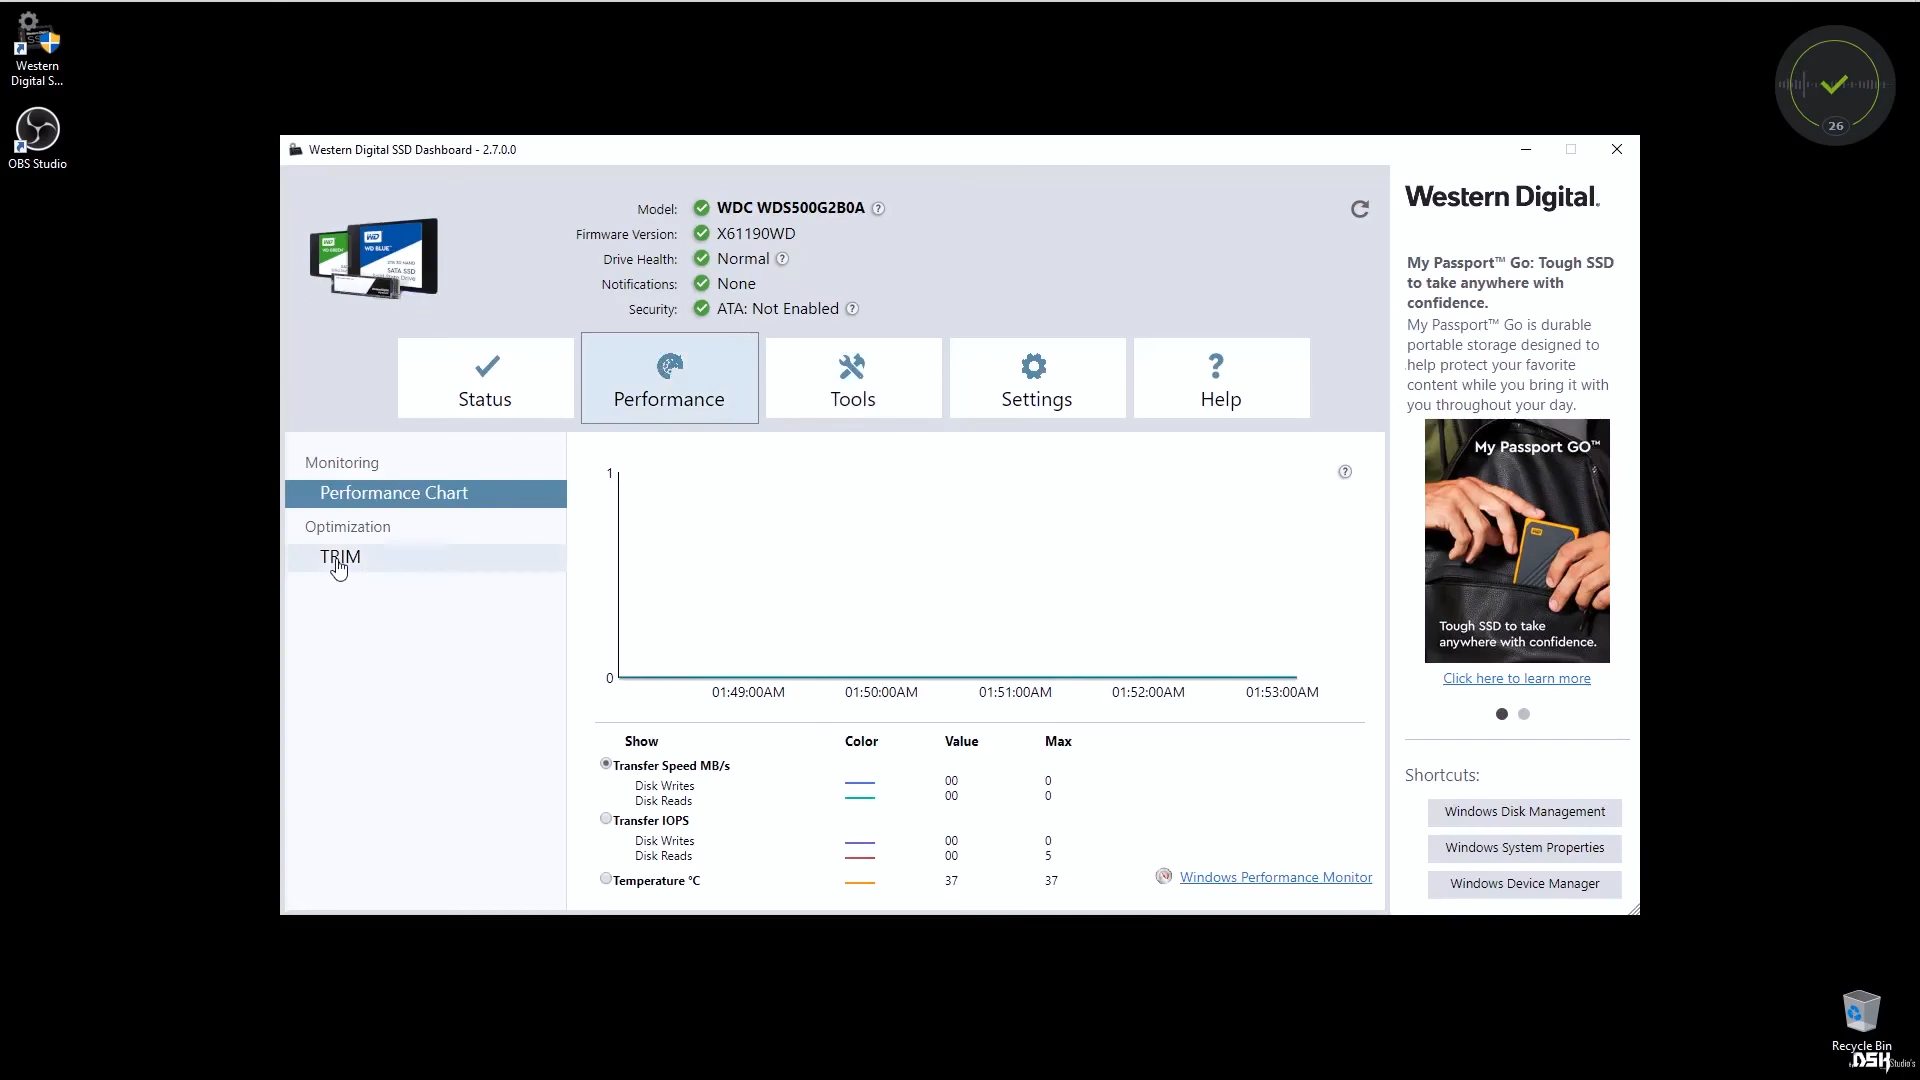 Western
Digital S...
OBS Studio
26
Western Digital SSD Dashboard - 2.7.0.0
Model: WDC WDS500G2B0A ?
Firmware Version: X61190WD
Drive Health: Normal ?
Notifications: None
Security: ATA: Not Enabled ?
Status
Performance
Tools
Settings
? Help
Monitoring
Performance Chart
Optimization
TRIM
1
?
0
01:49:00AM 01:50:00AM 01:51:00AM 01:52:00AM 01:53:00AM
Show Color Value Max
Transfer Speed MB/s
Disk Writes 00 0
Disk Reads 00 0
Transfer IOPS
Disk Writes 00 0
Disk Reads 00 5
Temperature °C 37 37
Windows Performance Monitor
Western Digital.
My Passport™ Go: Tough SSD
to take anywhere with
confidence.
My Passport™ Go is durable
portable storage designed to
help protect your favorite
content while you bring it with
you throughout your day.
My Passport GO™
Tough SSD to take
anywhere with confidence.
Click here to learn more
Shortcuts:
Windows Disk Management
Windows System Properties
Windows Device Manager
Recycle Bin
DSK Studio's